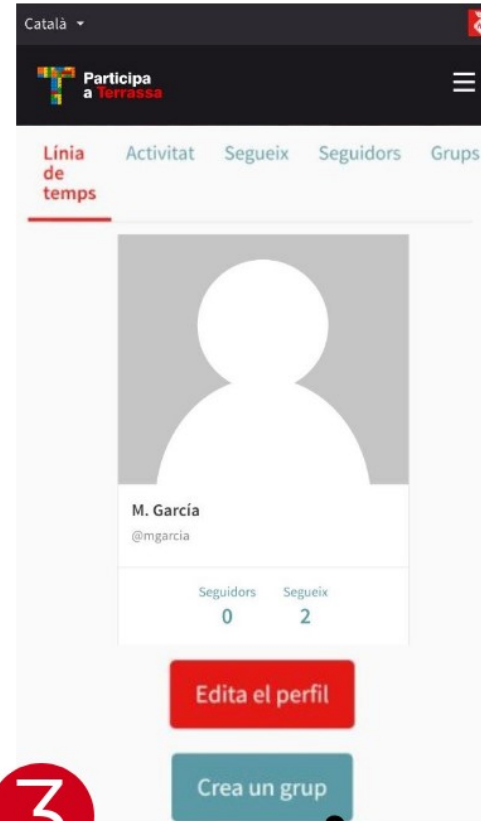 Català
Participa
a Terrassa
Línia de temps
Activitat
Segueix
Seguidors
Grups
M. García
@mgarcia
Seguidors Segueix
0 2
Edita el perfil
Crea un grup
3